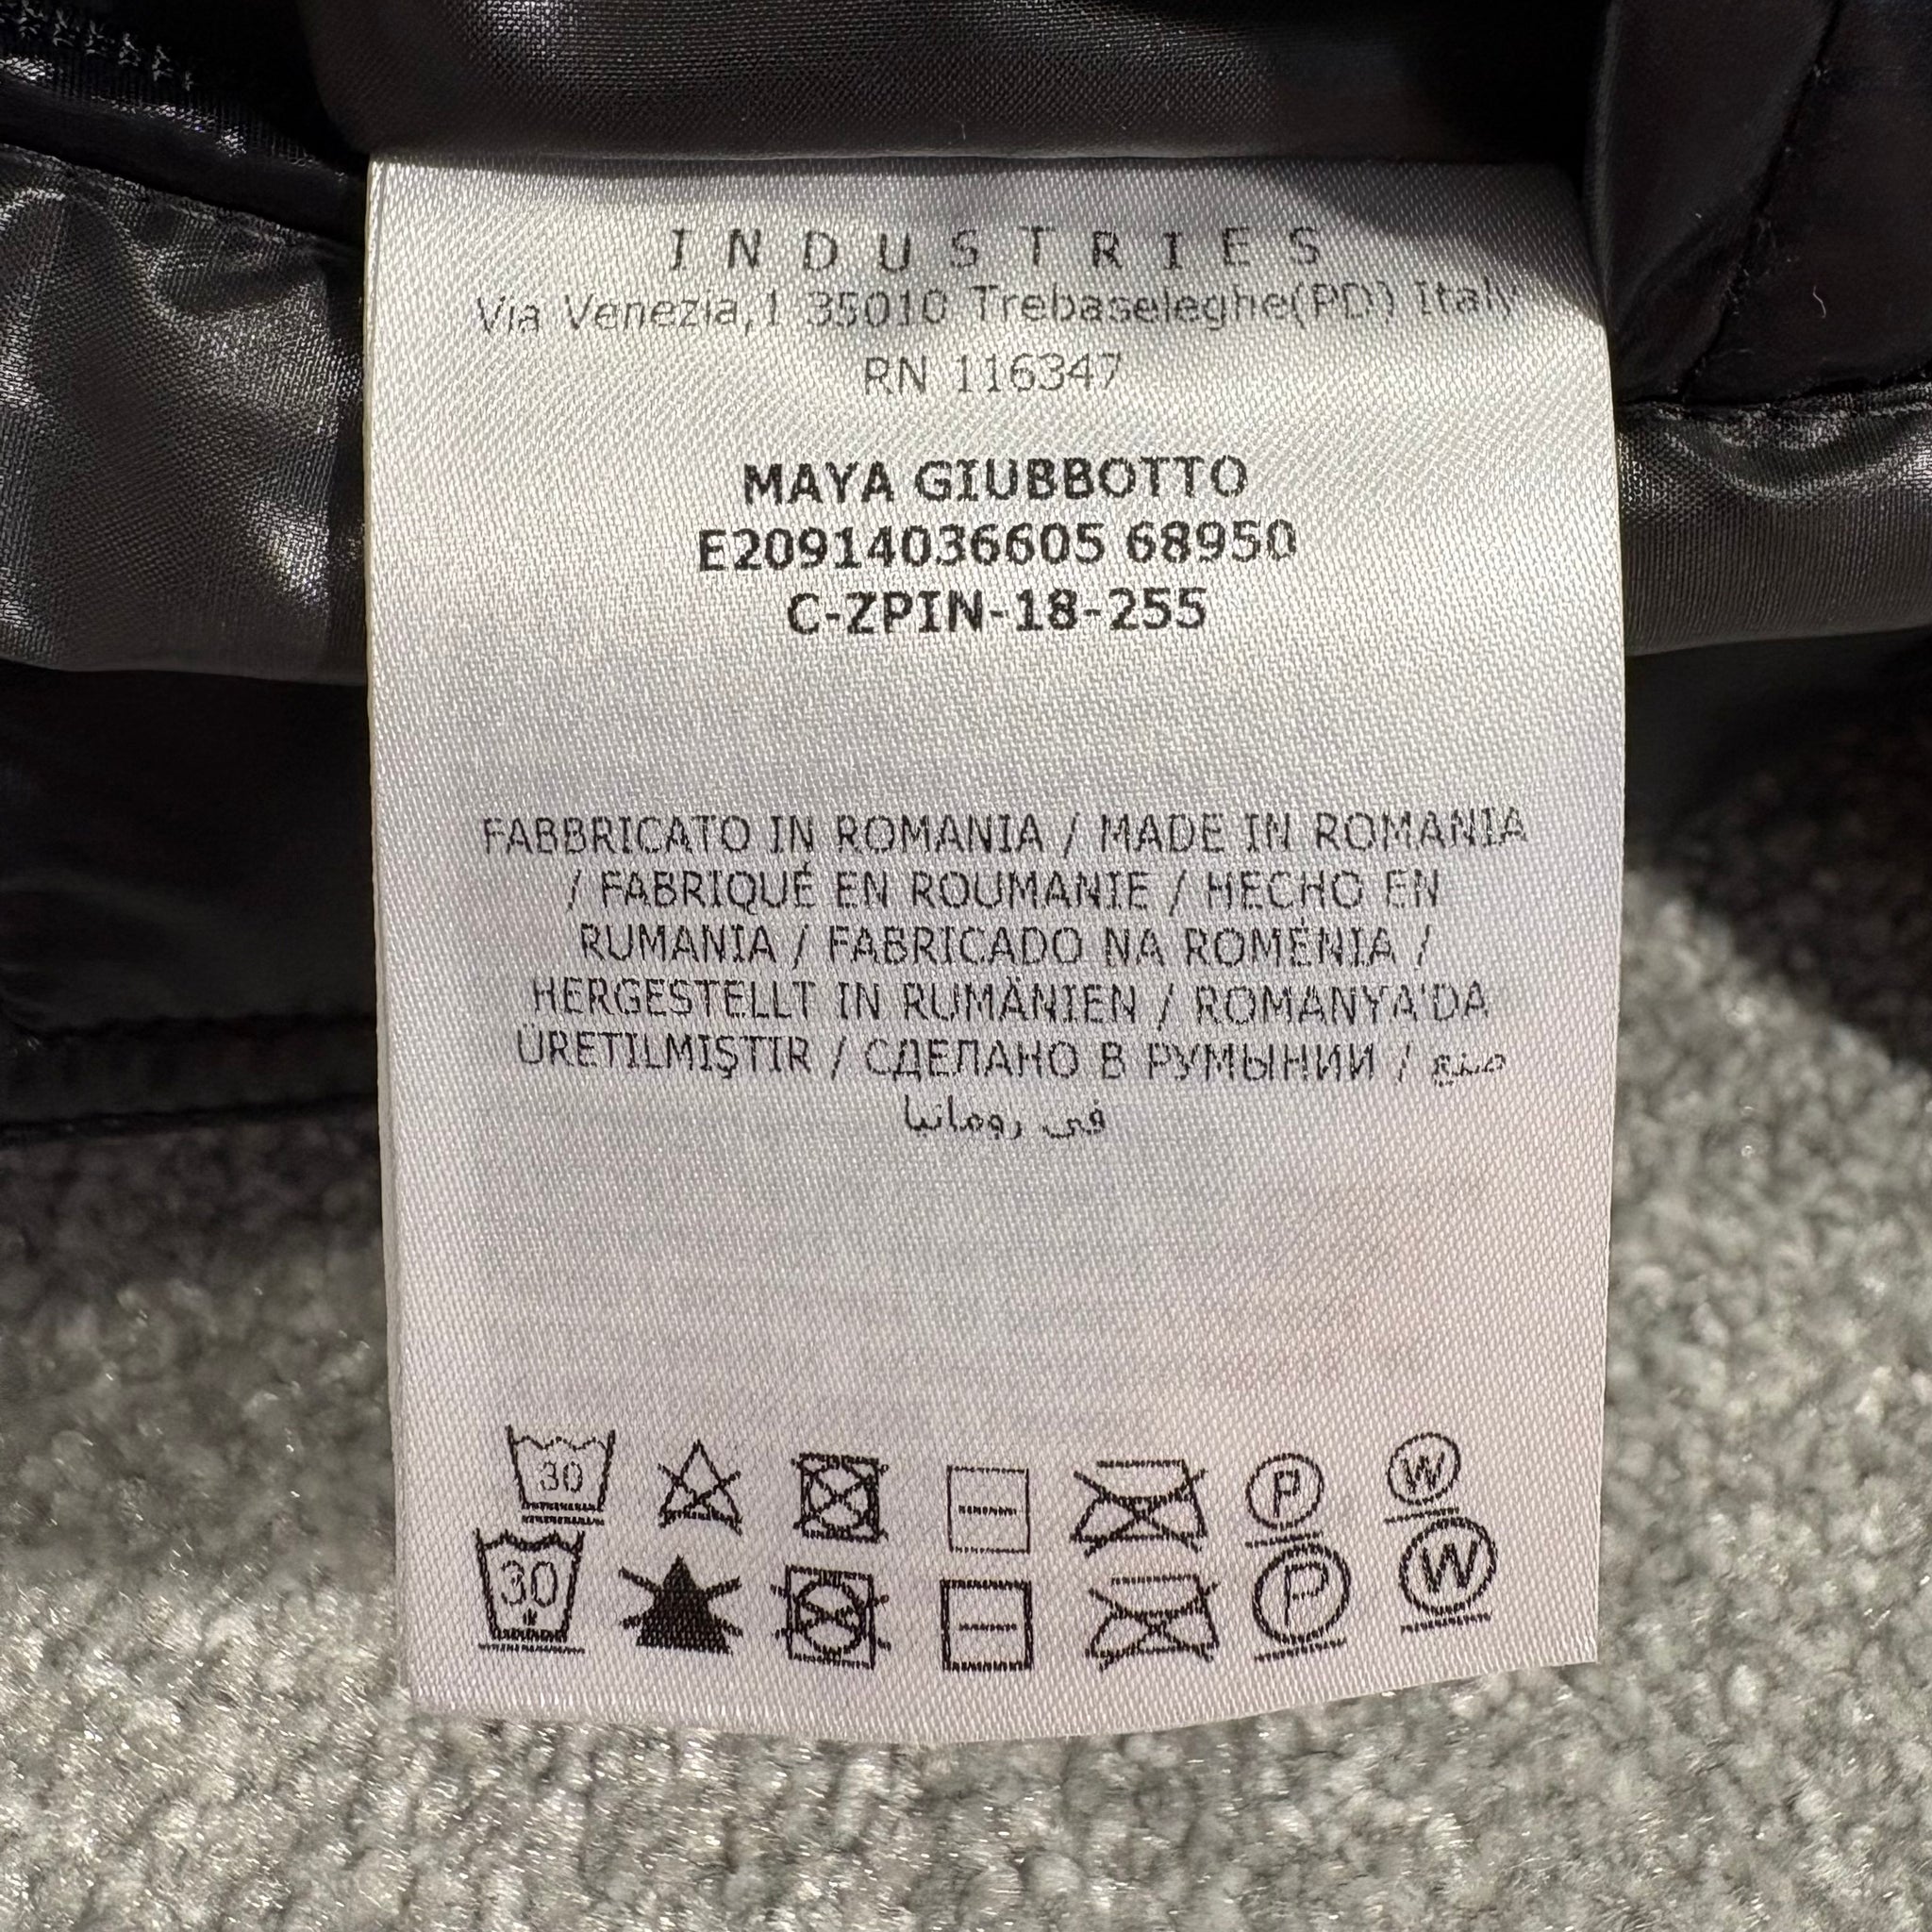 INDUSTRIES
Via Venezia,1 35010 Trebaseleghe(PD) Italy
RN 116347
MAYA GIUBBOTTO
E20914036605 68950
C-ZPIN-18-255
FABBRICATO IN ROMANIA / MADE IN ROMANIA
/ FABRIQUÉ EN ROUMANIE / HECHO EN
RUMANIA / FABRICADO NA ROMÉNIA /
HERGESTELLT IN RUMÄNIEN / ROMANYA'DA
ÜRETILMIŞTIR / СДЕЛАНО В РУМЫНИИ / صنع
في رومانيا
30 P W
30 P W